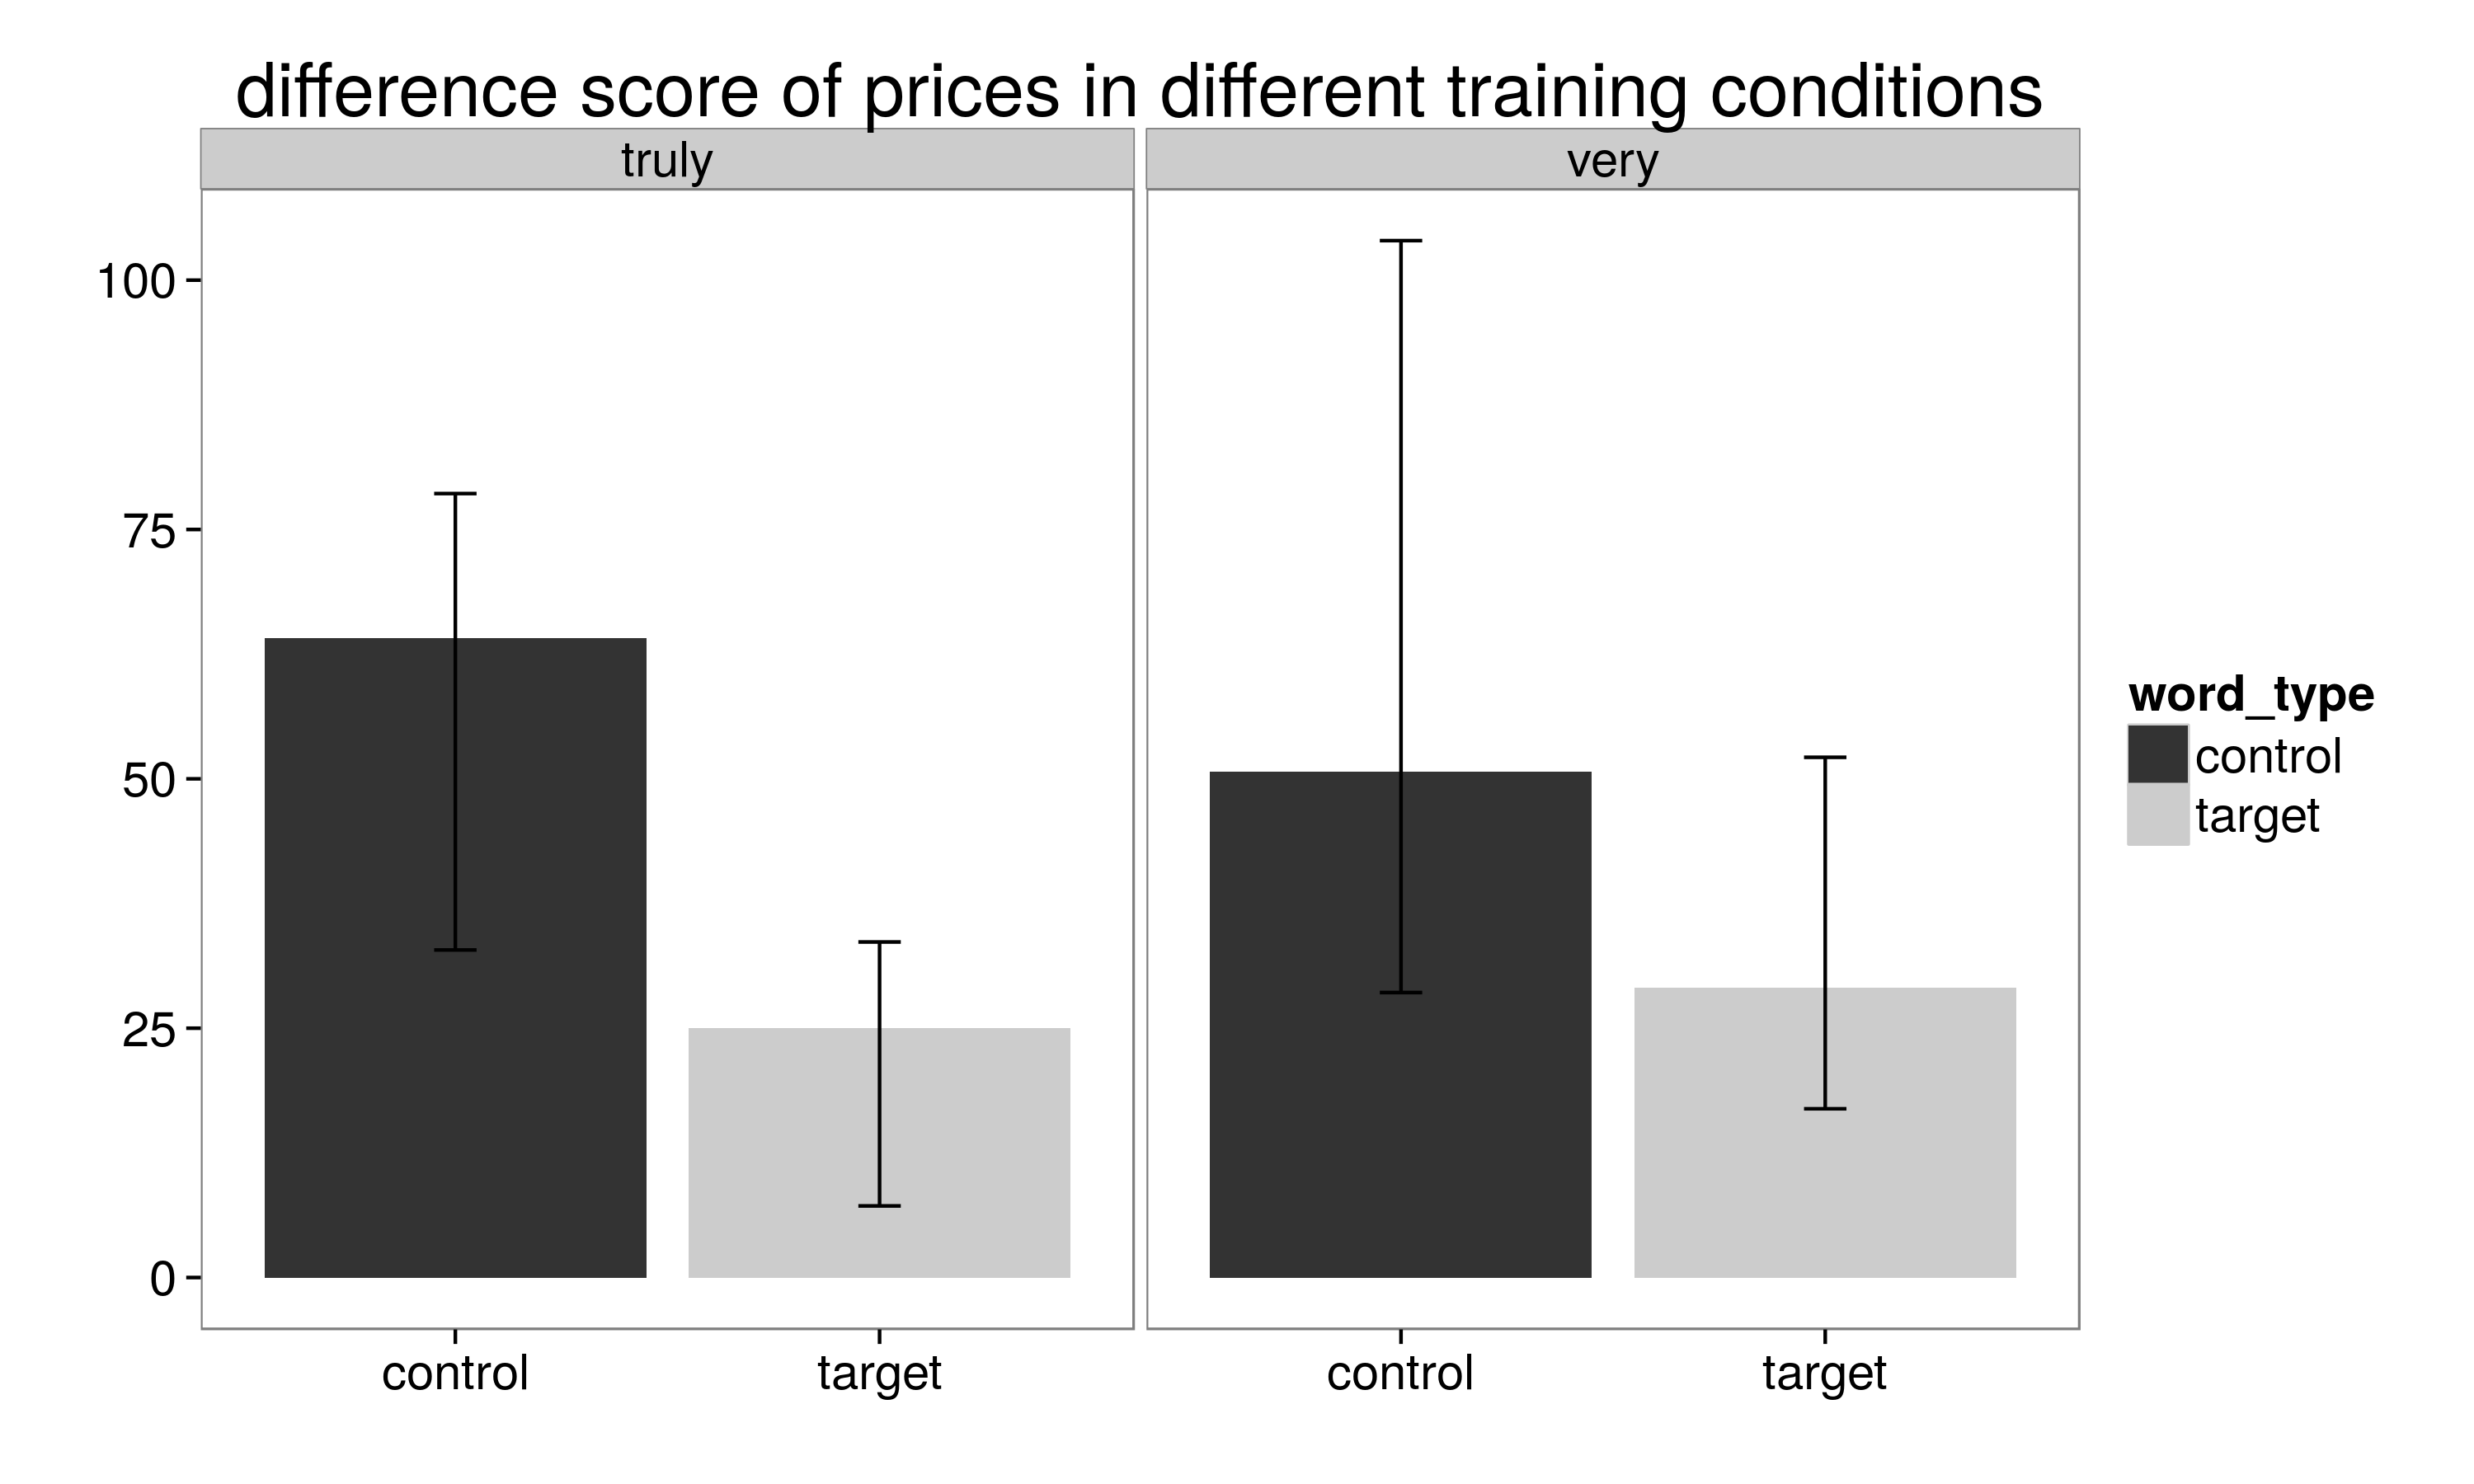 difference score of prices in different training conditions
truly
very
100
75
50
25
0
control
target
control
target
word_type
control
target